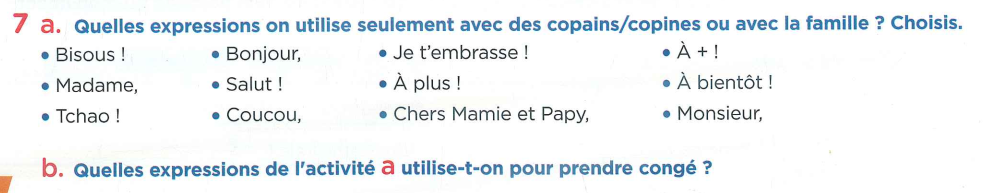 7 a. Quelles expressions on utilise seulement avec des copains/copines ou avec la famille ? Choisis.
• Bisous ! • Bonjour, • Je t'embrasse ! • À + !
• Madame, • Salut ! • À plus ! • À bientôt !
• Tchao ! • Coucou, • Chers Mamie et Papy, • Monsieur,
b. Quelles expressions de l'activité a utilise-t-on pour prendre congé ?